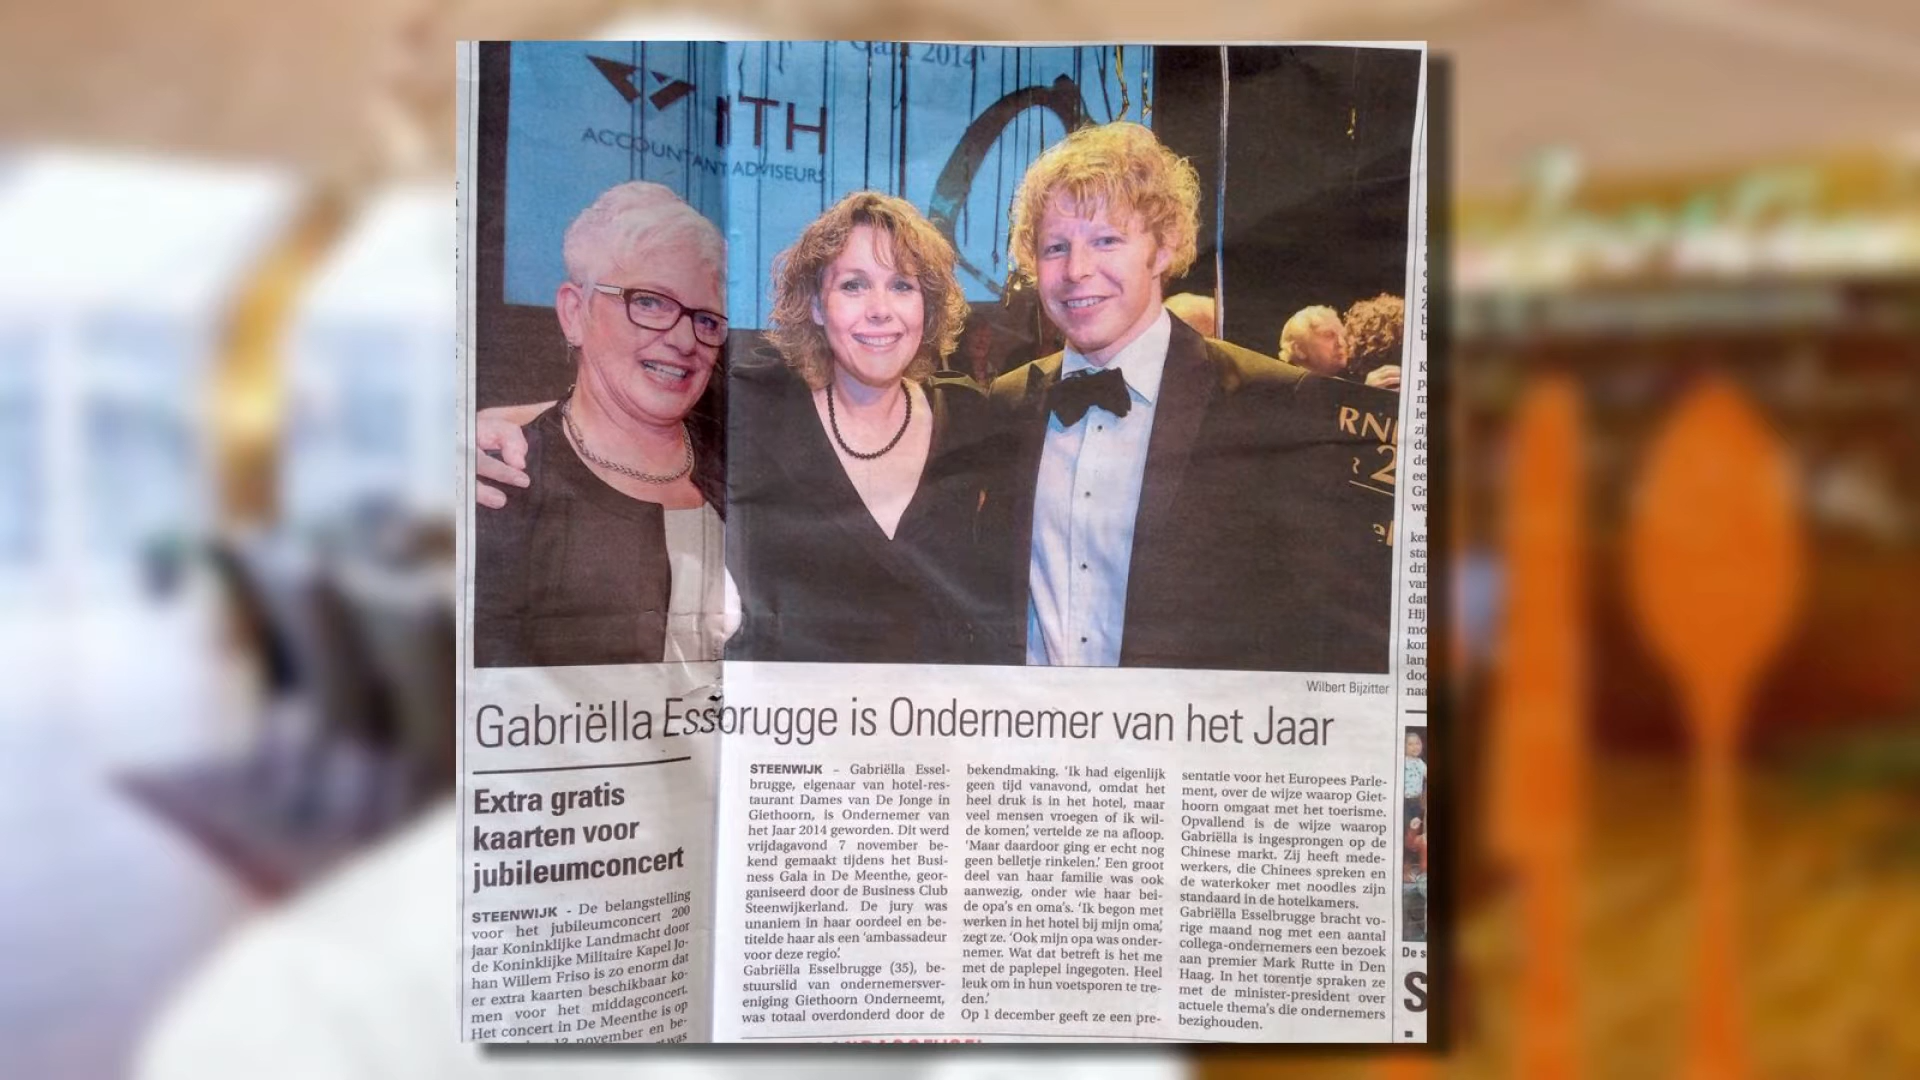 Gala 2014
NTH
ACCOUNTANT ADVISEURS
RN
2
Wilbert Bijzitter
Gabriëlla Essbrugge is Ondernemer van het Jaar
Extra gratis
kaarten voor
jubileumconcert
STEENWIJK - De belangstelling
voor het jubileumconcert 200
jaar Koninklijke Landmacht door
de Koninklijke Militaire Kapel Jo-
han Willem Friso is zo enorm dat
er extra kaarten beschikbaar ko-
men voor het middagconcert.
Het concert in De Meenthe is op
november en be-
was
STEENWIJK – Gabriëlla Essel-
brugge, eigenaar van hotel-res-
taurant Dames van De Jonge in
Giethoorn, is Ondernemer van
het Jaar 2014 geworden. Dit werd
vrijdagavond 7 november be-
kend gemaakt tijdens het Busi-
ness Gala in De Meenthe, geor-
ganiseerd door de Business Club
Steenwijkerland. De jury was
unaniem in haar oordeel en be-
titelde haar als een ‘ambassadeur
voor deze regio.’
Gabriëlla Esselbrugge (35), be-
stuurslid van ondernemersver-
eniging Giethoorn Onderneemt,
was totaal overdonderd door de
bekendmaking. ‘Ik had eigenlijk
geen tijd vanavond, omdat het
heel druk is in het hotel, maar
veel mensen vroegen of ik wil-
de komen,’ vertelde ze na afloop.
‘Maar daardoor ging er echt nog
geen belletje rinkelen.’ Een groot
deel van haar familie was ook
aanwezig, onder wie haar bei-
de opa’s en oma’s. ‘Ik begon met
werken in het hotel bij mijn oma,’
zegt ze. ‘Ook mijn opa was onder-
nemer. Wat dat betreft is het me
met de paplepel ingegoten. Heel
leuk om in hun voetsporen te tre-
den.’
Op 1 december geeft ze een pre-
sentatie voor het Europees Parle-
ment, over de wijze waarop Giet-
hoorn omgaat met het toerisme.
Opvallend is de wijze waarop
Gabriëlla is ingesprongen op de
Chinese markt. Zij heeft mede-
werkers, die Chinees spreken en
de waterkoker met noodles zijn
standaard in de hotelkamers.
Gabriëlla Esselbrugge bracht vo-
rige maand nog met een aantal
collega-ondernemers een bezoek
aan premier Mark Rutte in Den
Haag. In het torentje spraken ze
met de minister-president over
actuele thema’s die ondernemers
bezighouden.
De s
S